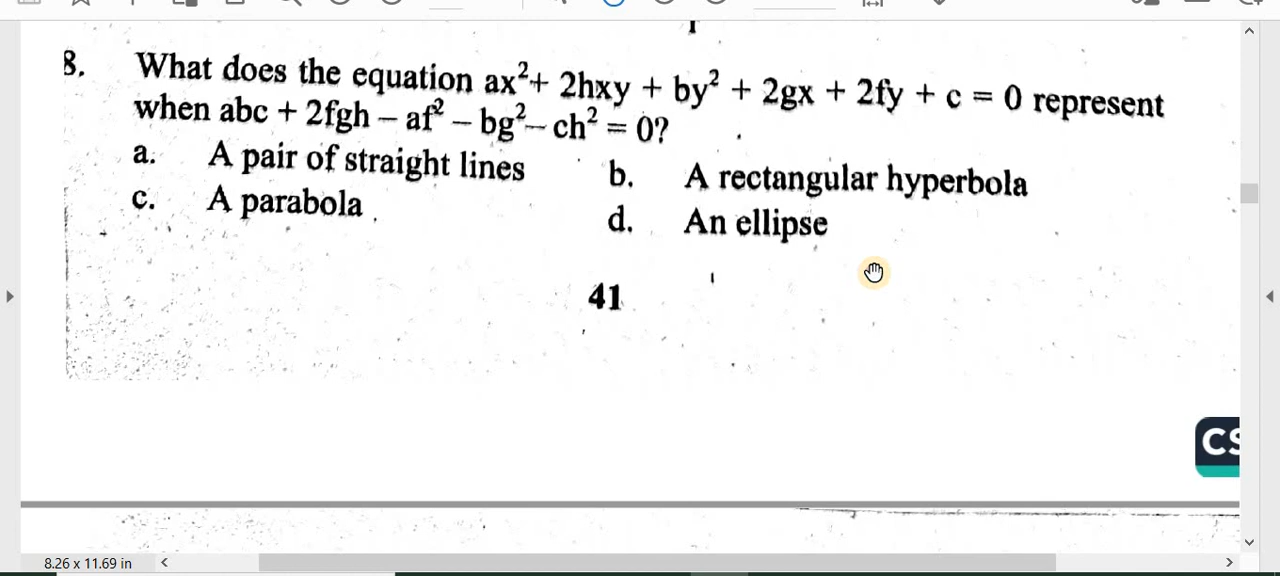 8. What does the equation ax²+ 2hxy + by² + 2gx + 2fy + c = 0 represent
when abc + 2fgh – af² – bg²– ch² = 0?
a. A pair of straight lines b. A rectangular hyperbola
c. A parabola d. An ellipse
41
CS
8.26 x 11.69 in